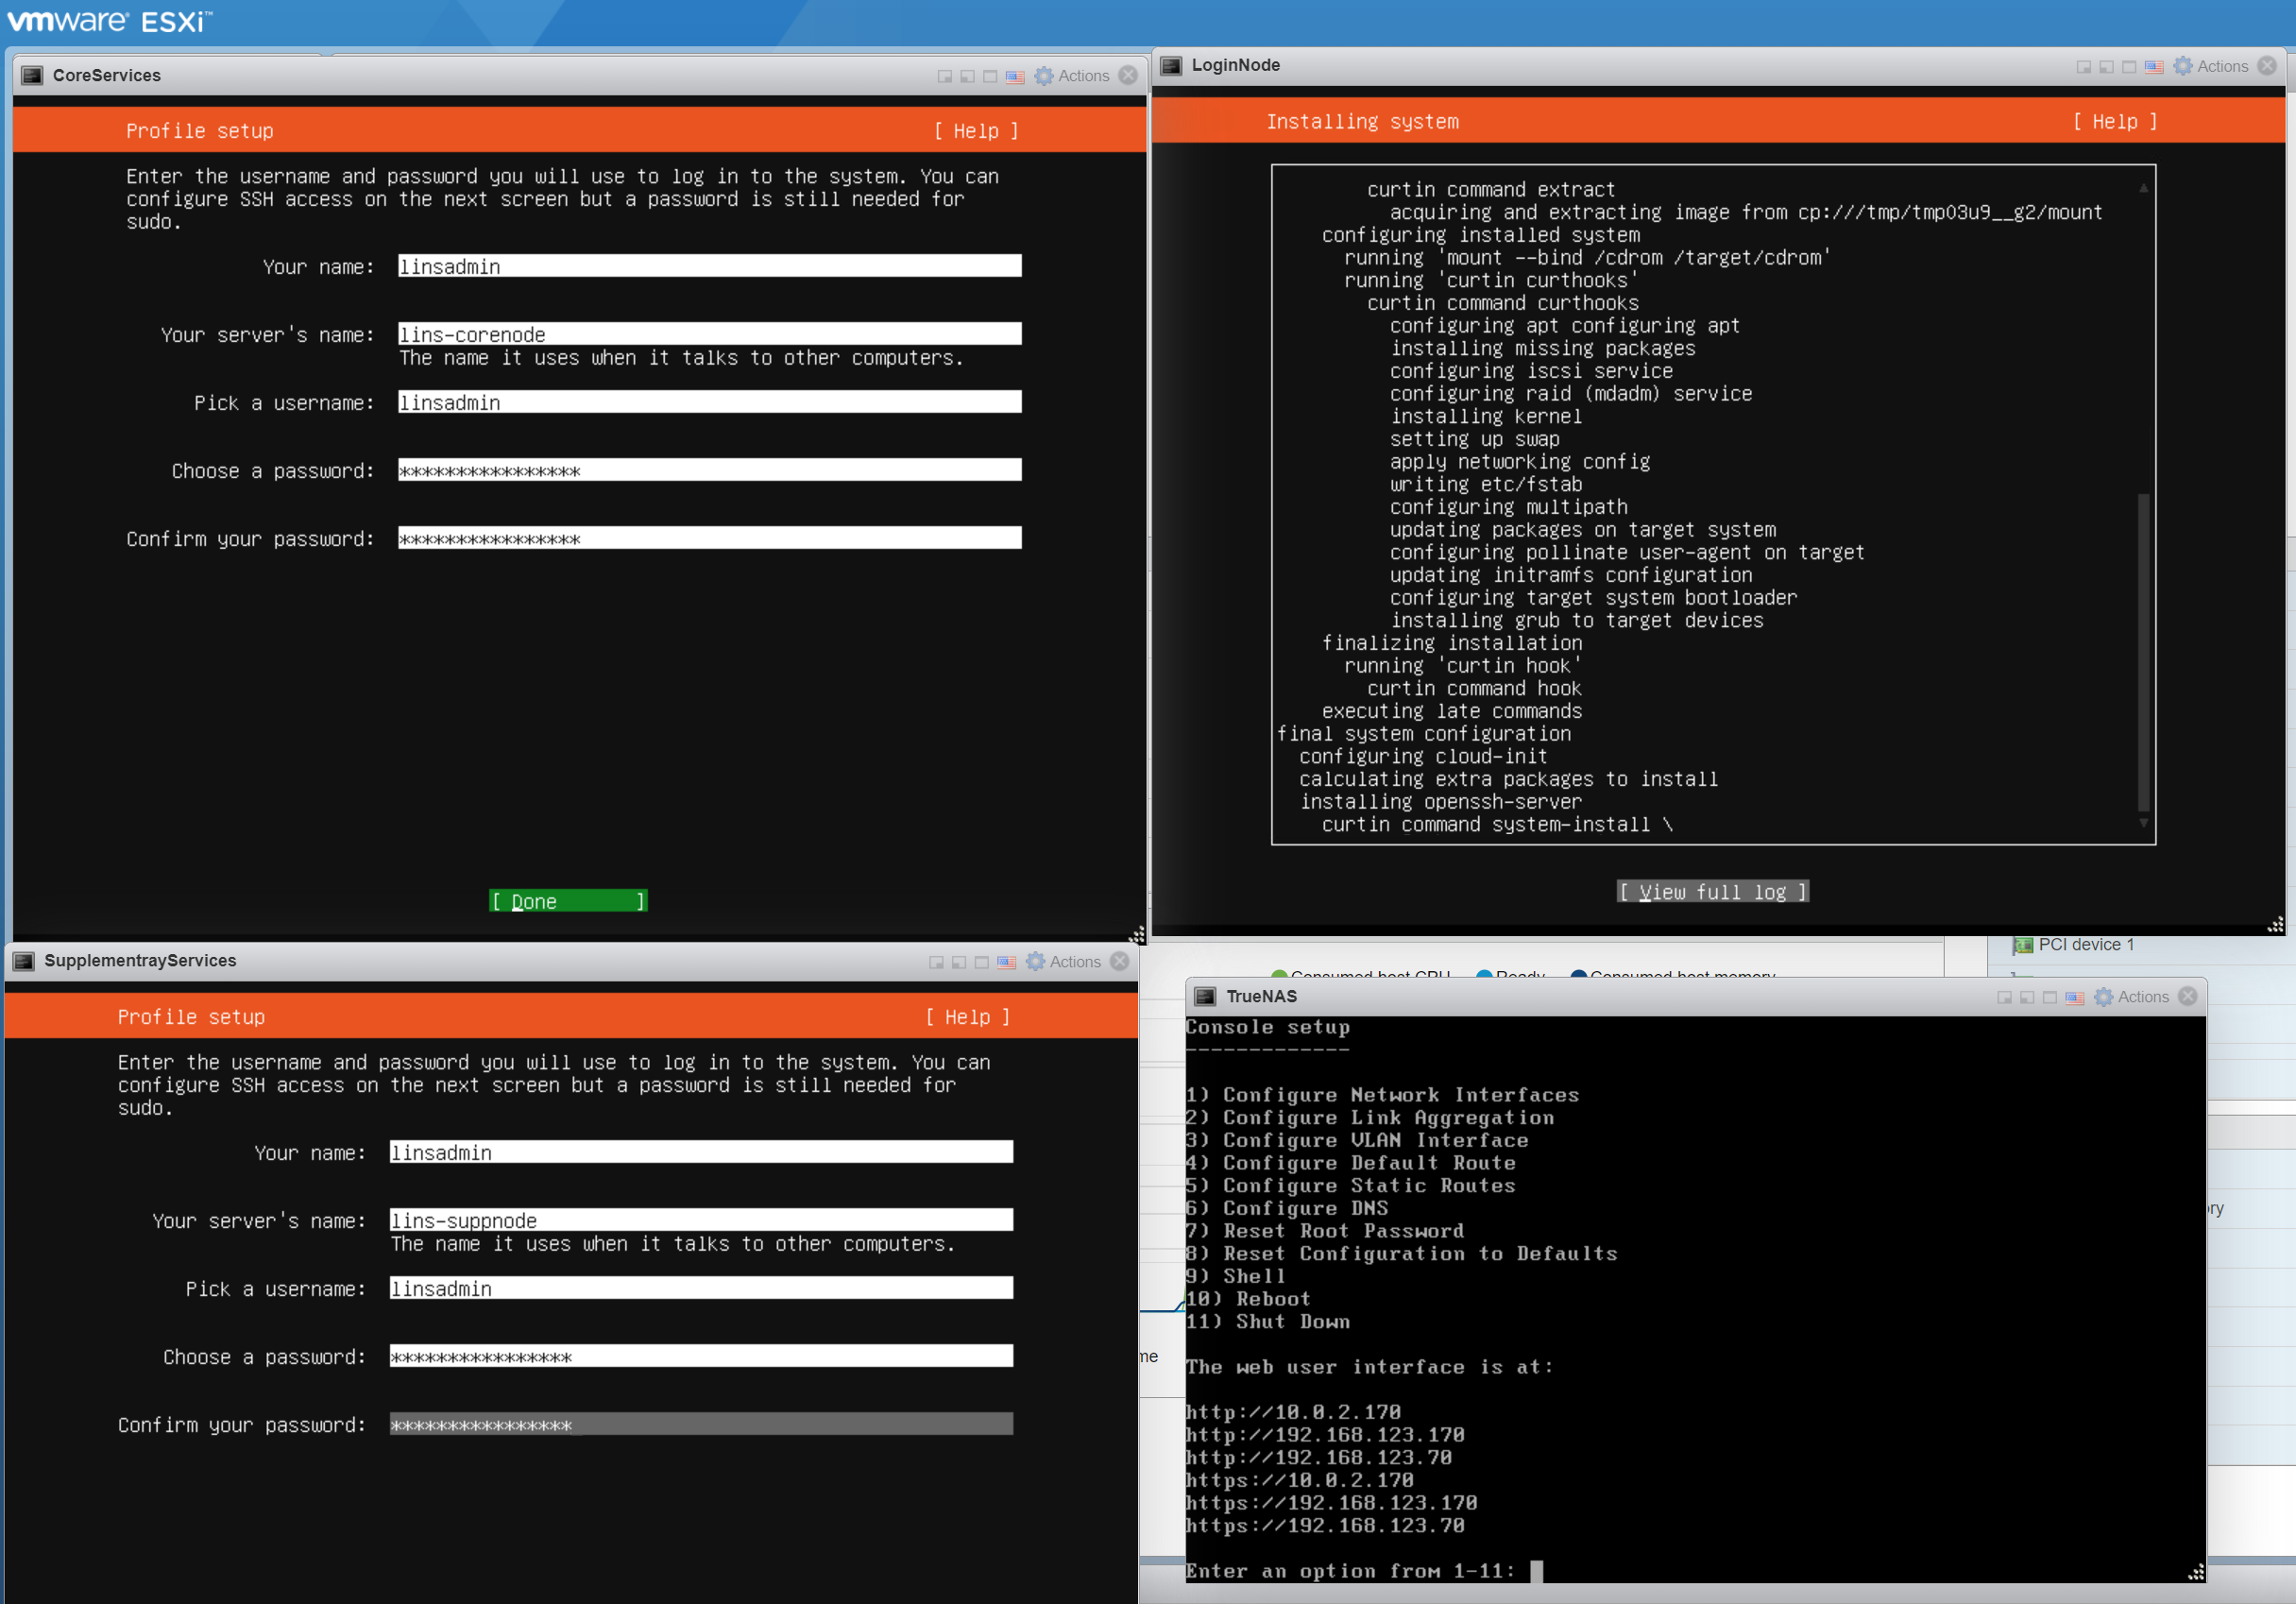 vmware® ESXi™
CoreServices
Actions
Profile setup [ Help ]
Enter the username and password you will use to log in to the system. You can
configure SSH access on the next screen but a password is still needed for
sudo.
Your name: linsadmin
Your server's name: lins-corenode
The name it uses when it talks to other computers.
Pick a username: linsadmin
Choose a password: ****************
Confirm your password: ****************
[ Done ]
LoginNode
Actions
Installing system [ Help ]
curtin command extract
acquiring and extracting image from cp:///tmp/tmp03u9__g2/mount
configuring installed system
running 'mount --bind /cdrom /target/cdrom'
running 'curtin curthooks'
curtin command curthooks
configuring apt configuring apt
installing missing packages
configuring iscsi service
configuring raid (mdadm) service
installing kernel
setting up swap
apply networking config
writing etc/fstab
configuring multipath
updating packages on target system
configuring pollinate user-agent on target
updating initramfs configuration
configuring target system bootloader
installing grub to target devices
finalizing installation
running 'curtin hook'
curtin command hook
executing late commands
final system configuration
configuring cloud-init
calculating extra packages to install
installing openssh-server
curtin command system-install \
[ View full log ]
SupplementrayServices
Actions
Profile setup [ Help ]
Enter the username and password you will use to log in to the system. You can
configure SSH access on the next screen but a password is still needed for
sudo.
Your name: linsadmin
Your server's name: lins-suppnode
The name it uses when it talks to other computers.
Pick a username: linsadmin
Choose a password: ****************
Confirm your password: ****************
Consumed host CPU Ready Consumed host memory
PCI device 1
TrueNAS
Actions
Console setup
-------------
1) Configure Network Interfaces
2) Configure Link Aggregation
3) Configure VLAN Interface
4) Configure Default Route
5) Configure Static Routes
6) Configure DNS
7) Reset Root Password
8) Reset Configuration to Defaults
9) Shell
10) Reboot
11) Shut Down
The web user interface is at:
http://10.0.2.170
http://192.168.123.170
http://192.168.123.70
https://10.0.2.170
https://192.168.123.170
https://192.168.123.70
Enter an option from 1-11: